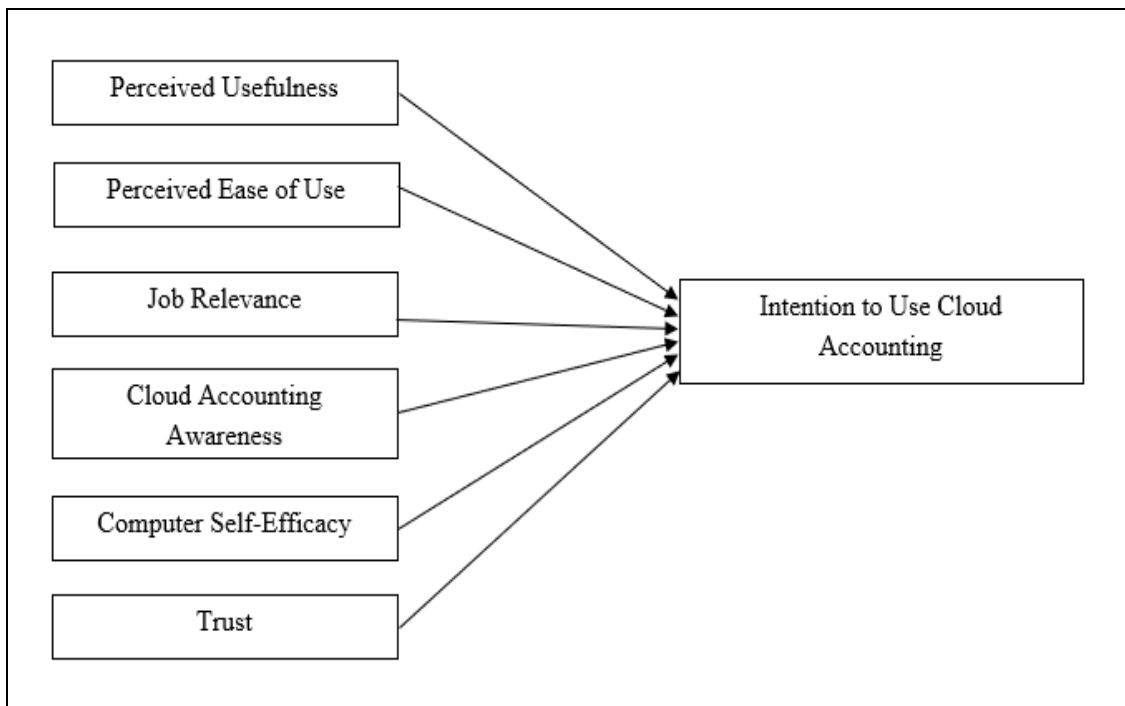 Perceived Usefulness
Perceived Ease of Use
Job Relevance
Cloud Accounting
Awareness
Computer Self-Efficacy
Trust
Intention to Use Cloud
Accounting